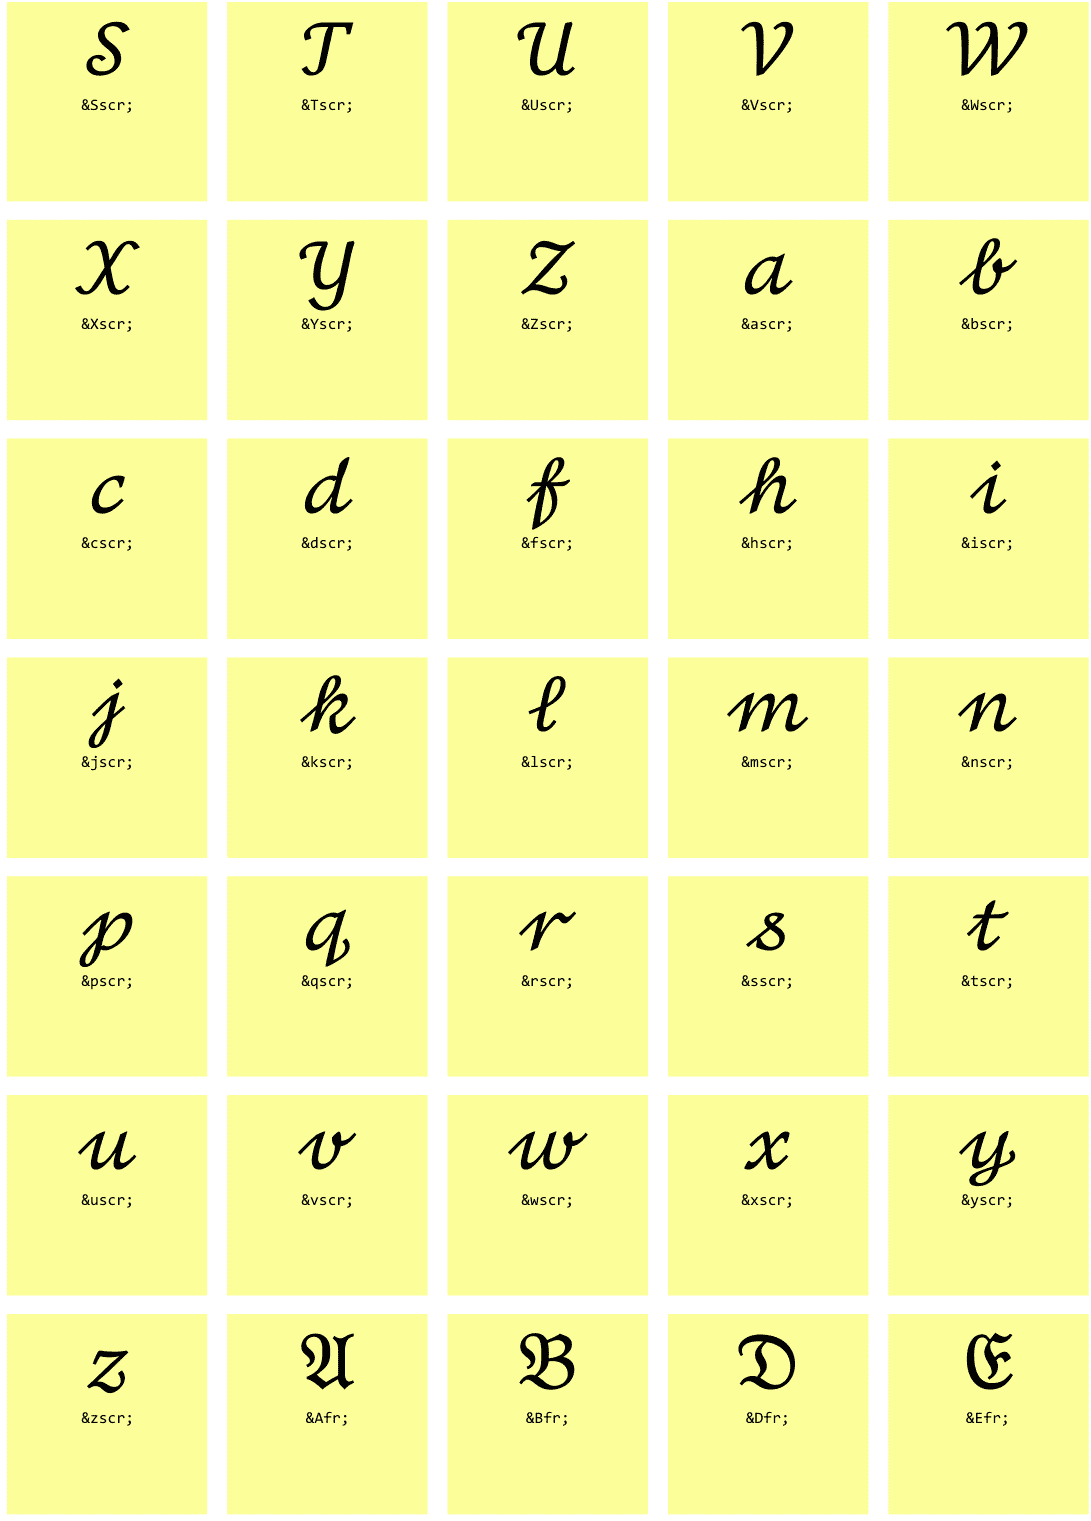 𝒮 𝒯 𝒰 𝒱 𝒲
&Sscr; &Tscr; &Uscr; &Vscr; &Wscr;
𝒳 𝒴 𝒵 𝒶 𝒷
&Xscr; &Yscr; &Zscr; &ascr; &bscr;
𝒸 𝒹 𝒻 𝒽 𝒾
&cscr; &dscr; &fscr; &hscr; &iscr;
𝒿 𝓀 𝓁 𝓂 𝓃
&jscr; &kscr; &lscr; &mscr; &nscr;
𝓅 𝓆 𝓇 𝓈 𝓉
&pscr; &qscr; &rscr; &sscr; &tscr;
𝓊 𝓋 𝓌 𝓍 𝓎
&uscr; &vscr; &wscr; &xscr; &yscr;
𝓏 𝔄 𝔅 𝔇 𝔈
&zscr; &Afr; &Bfr; &Dfr; &Efr;